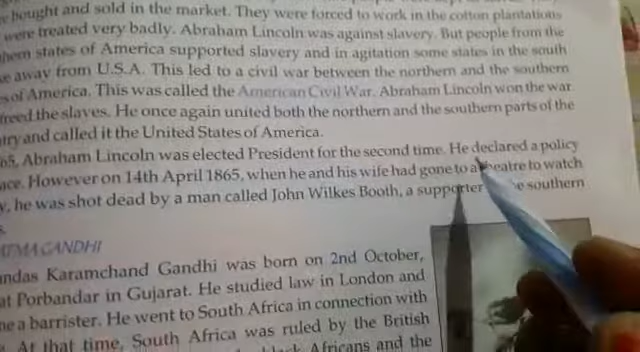 bought and sold in the market. They were forced to work in the cotton plantations
were treated very badly. Abraham Lincoln was against slavery. But people from the
states of America supported slavery and in agitation some states in the south
away from U.S.A. This led to a civil war between the northern and the southern
of America. This was called the American Civil War. Abraham Lincoln won the war
freed the slaves. He once again united both the northern and the southern parts of the
and called it the United States of America.
65, Abraham Lincoln was elected President for the second time. He declared a policy
However on 14th April 1865, when he and his wife had gone to a theatre to watch
he was shot dead by a man called John Wilkes Booth, a supporter southern
GANDHI
Karamchand Gandhi was born on 2nd October,
at Porbandar in Gujarat. He studied law in London and
a barrister. He went to South Africa in connection with
At that time, South Africa was ruled by the British
Africans and the